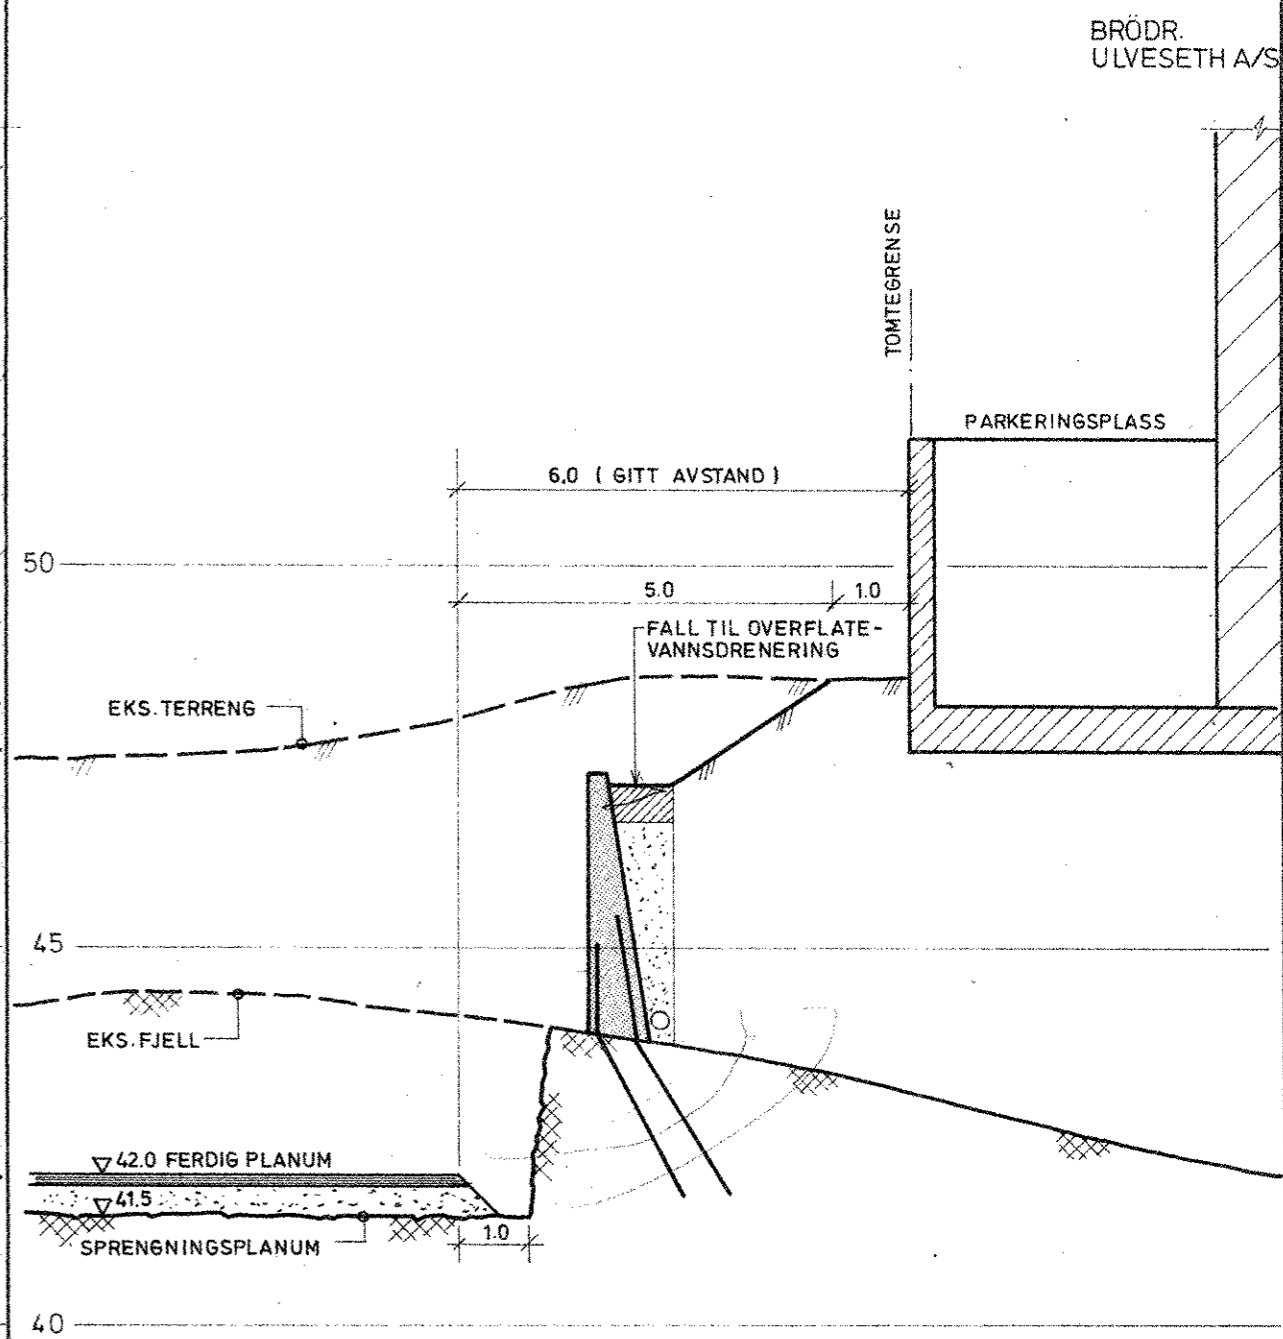 BRÖDR.
ULVESETH A/S
TOMTEGRENSE
PARKERINGSPLASS
6,0 ( GITT AVSTAND )
50
5.0
1.0
FALL TIL OVERFLATE-
VANNSDRENERING
EKS. TERRENG
45
EKS. FJELL
42.0 FERDIG PLANUM
41.5
1.0
SPRENGNINGSPLANUM
40